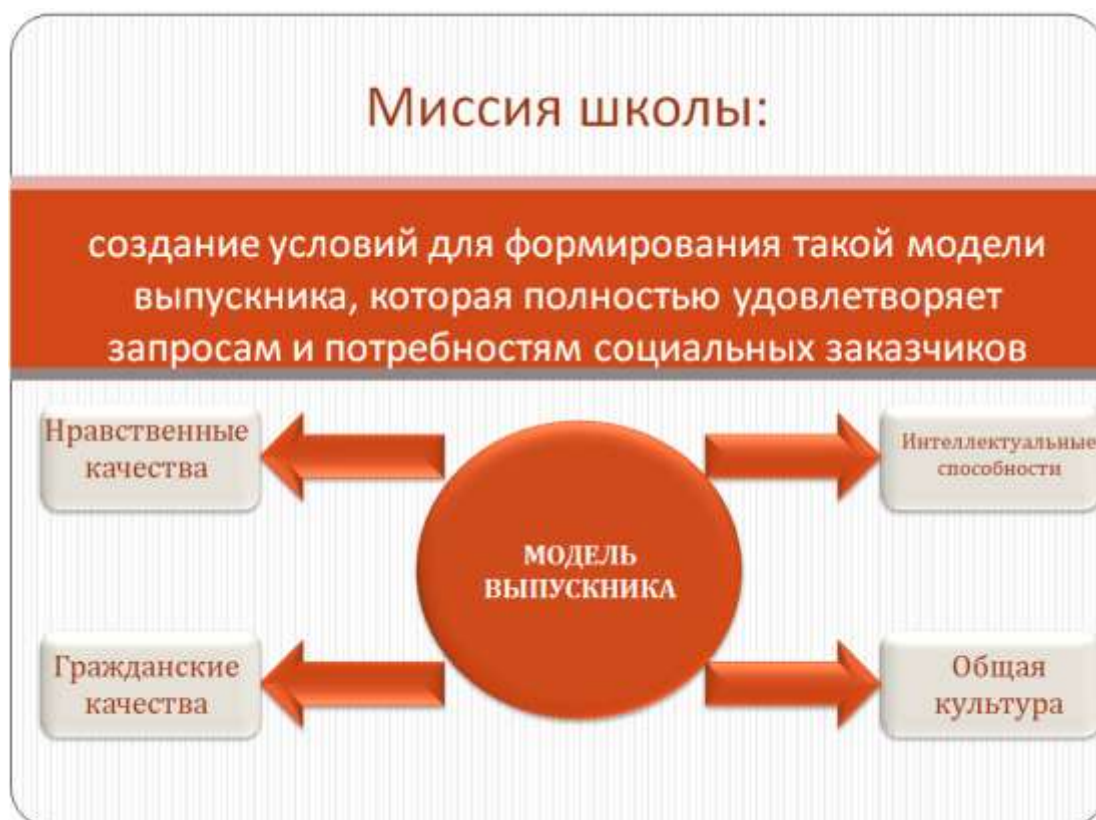 Миссия школы:
создание условий для формирования такой модели
выпускника, которая полностью удовлетворяет
запросам и потребностям социальных заказчиков
Нравственные
качества
Интеллектуальные
способности
МОДЕЛЬ
ВЫПУСКНИКА
Гражданские
качества
Общая
культура